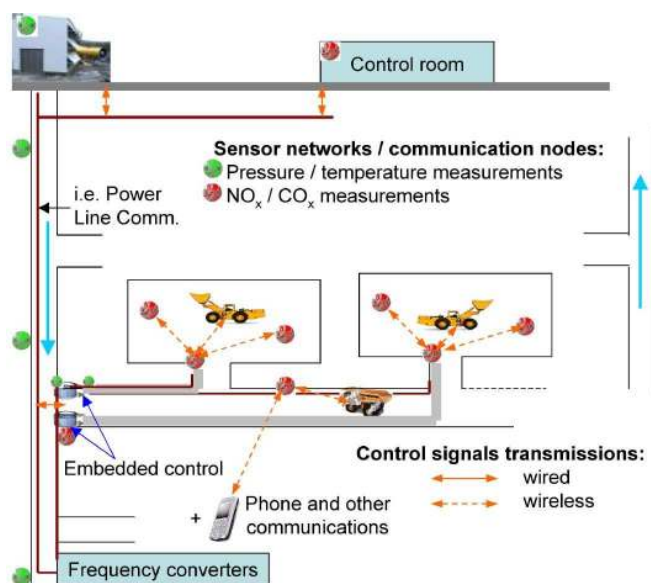 Control room
Sensor networks / communication nodes:
Pressure / temperature measurements
NOx / COx measurements
i.e. Power
Line Comm.
Embedded control
Control signals transmissions:
wired
wireless
+ Phone and other
communications
Frequency converters